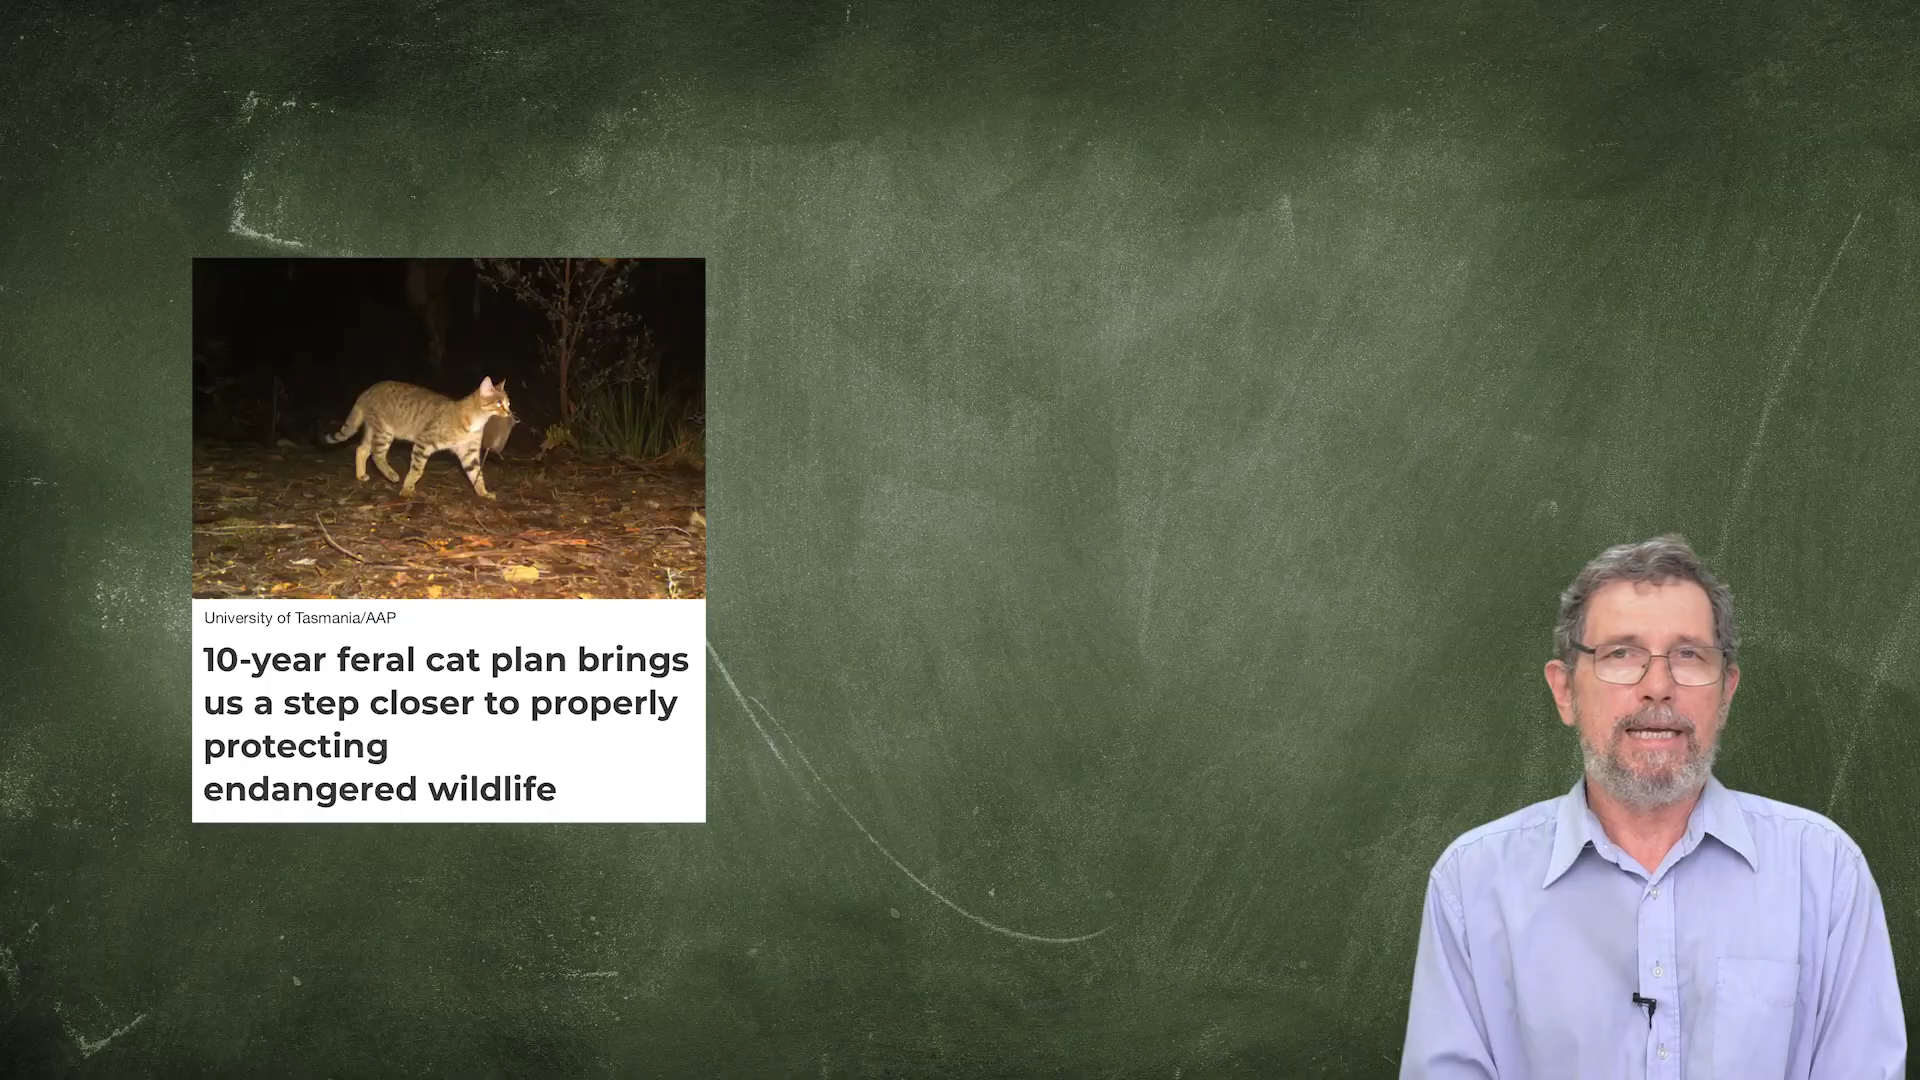 University of Tasmania/AAP
10-year feral cat plan brings
us a step closer to properly
protecting
endangered wildlife